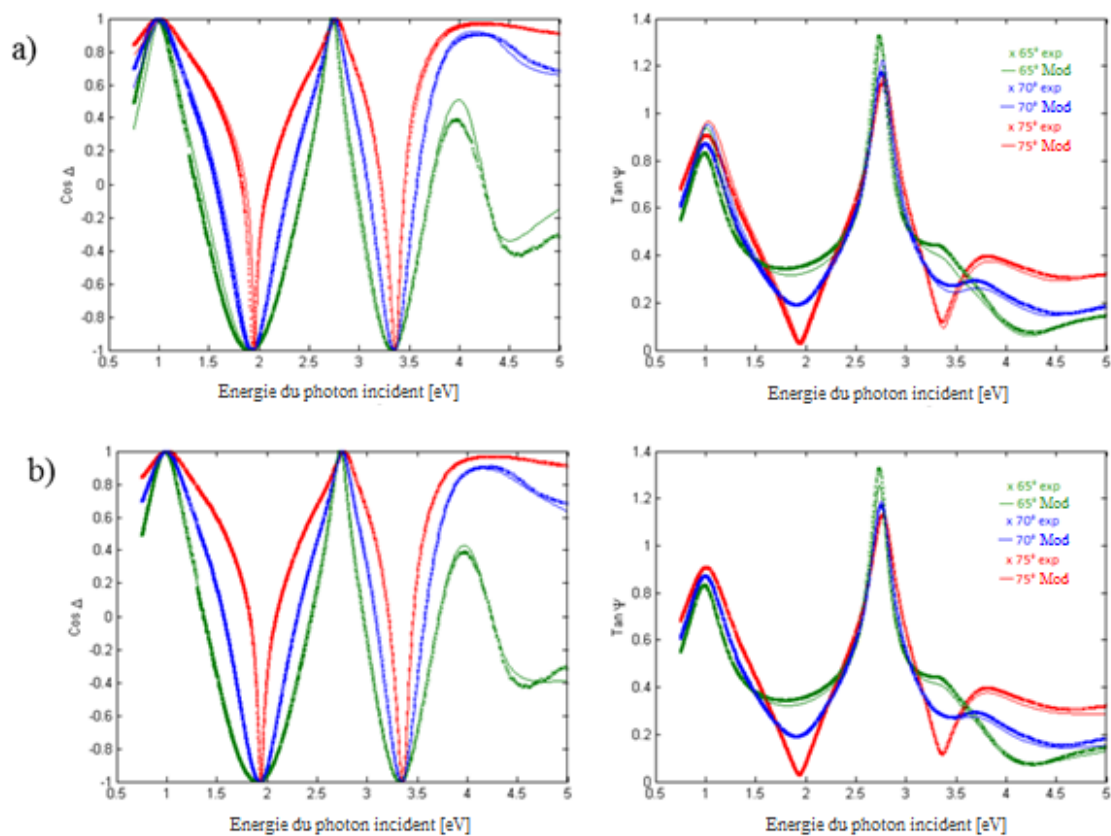 a)
1
0.8
0.6
0.4
0.2
0
-0.2
-0.4
-0.6
-0.8
-1
Cos Δ
0.5 1 1.5 2 2.5 3 3.5 4 4.5 5
Energie du photon incident [eV]
1.4
1.2
1
0.8
0.6
0.4
0.2
0
Tan Ψ
x 65° exp
65° Mod
x 70° exp
70° Mod
x 75° exp
75° Mod
0.5 1 1.5 2 2.5 3 3.5 4 4.5 5
Energie du photon incident [eV]
b)
1
0.8
0.6
0.4
0.2
0
-0.2
-0.4
-0.6
-0.8
-1
Cos Δ
0.5 1 1.5 2 2.5 3 3.5 4 4.5 5
Energie du photon incident [eV]
1.4
1.2
1
0.8
0.6
0.4
0.2
0
Tan Ψ
x 65° exp
65° Mod
x 70° exp
70° Mod
x 75° exp
75° Mod
0.5 1 1.5 2 2.5 3 3.5 4 4.5 5
Energie du photon incident [eV]